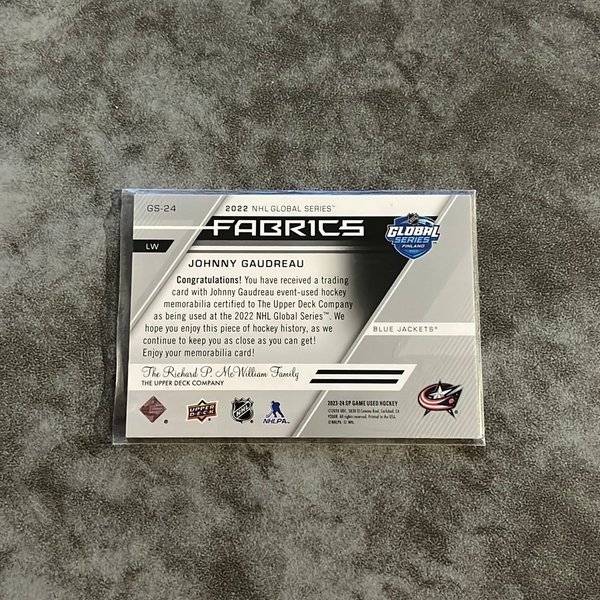 GS-24
2022 NHL GLOBAL SERIES™
FABRICS
LW
GLOBAL
SERIES
FINLAND
JOHNNY GAUDREAU
Congratulations! You have received a trading
card with Johnny Gaudreau event-used hockey
memorabilia certified to The Upper Deck Company
as being used at the 2022 NHL Global Series™. We
hope you enjoy this piece of hockey history, as we
continue to keep you as close as you can get!
Enjoy your memorabilia card!
BLUE JACKETS®
The Richard P. McWilliam Family
THE UPPER DECK COMPANY
UPPER
DECK
NHL
NHLPA™
2023-24 SP GAME USED HOCKEY